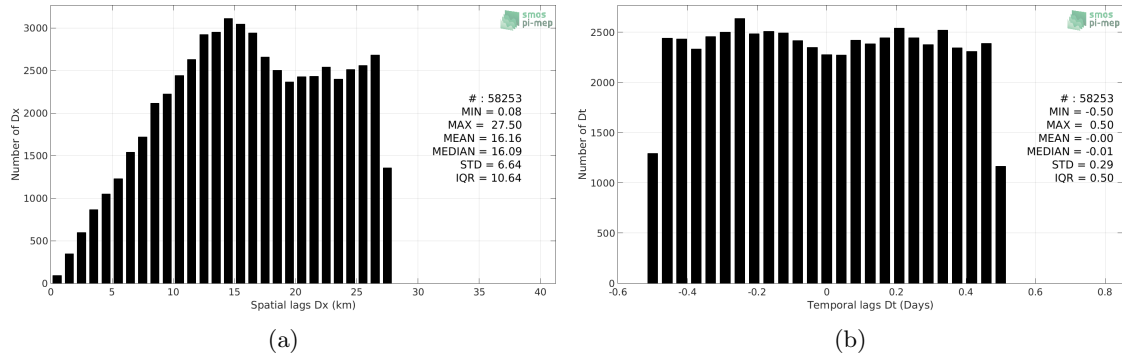 smos
pi-mep
3000
2500
2000
1500
1000
500
0
Number of Dx
# : 58253
MIN = 0.08
MAX = 27.50
MEAN = 16.16
MEDIAN = 16.09
STD = 6.64
IQR = 10.64
0 5 10 15 20 25 30 35 40
Spatial lags Dx (km)
(a)
smos
pi-mep
2500
2000
1500
1000
500
0
Number of Dt
# : 58253
MIN = -0.50
MAX = 0.50
MEAN = -0.00
MEDIAN = -0.01
STD = 0.29
IQR = 0.50
-0.6 -0.4 -0.2 0 0.2 0.4 0.6 0.8
Temporal lags Dt (Days)
(b)